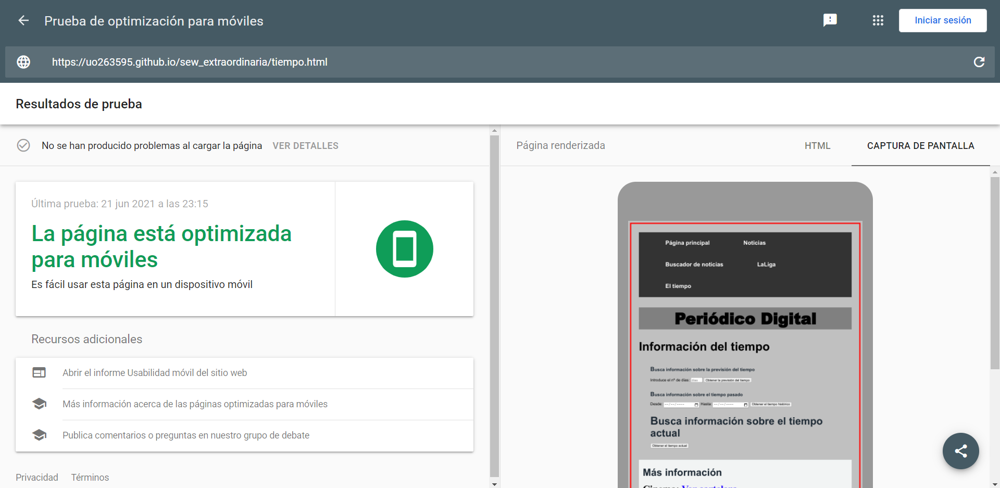 Prueba de optimización para móviles
Iniciar sesión
https://uo263595.github.io/sew_extraordinaria/tiempo.html
Resultados de prueba
No se han producido problemas al cargar la página VER DETALLES
Última prueba: 21 jun 2021 a las 23:15
La página está optimizada
para móviles
Es fácil usar esta página en un dispositivo móvil
Recursos adicionales
Abrir el informe Usabilidad móvil del sitio web
Más información acerca de las páginas optimizadas para móviles
Publica comentarios o preguntas en nuestro grupo de debate
Privacidad Términos
Página renderizada HTML CAPTURA DE PANTALLA
Página principal Noticias
Buscador de noticias LaLiga
El tiempo
Periódico Digital
Información del tiempo
Busca información sobre la previsión del tiempo
Introduce el nº de días: días Obtener la previsión del tiempo
Busca información sobre el tiempo pasado
Desde: --/--/---- Hasta: --/--/---- Obtener el tiempo histórico
Busca información sobre el tiempo
actual
Obtener el tiempo actual
Más información
Cinema: Ver cartelera